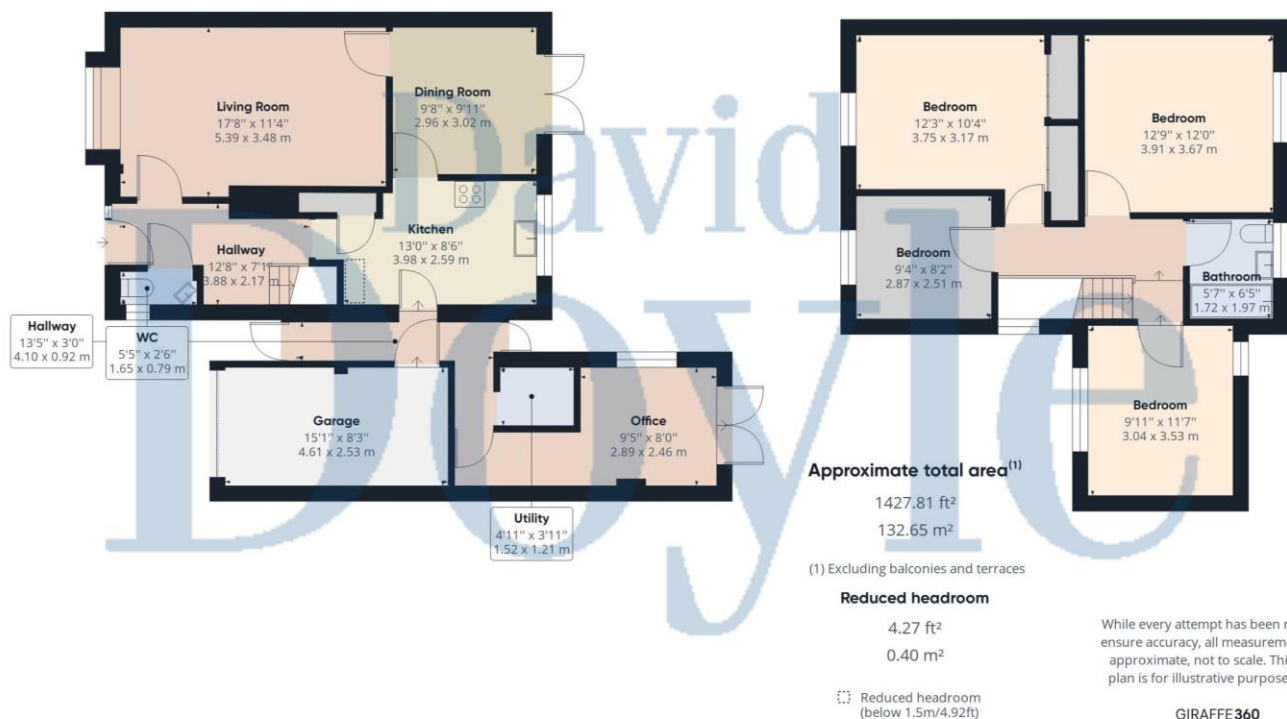 Living Room
17'8" x 11'4"
5.39 x 3.48 m
Dining Room
9'8" x 9'11"
2.96 x 3.02 m
Kitchen
13'0" x 8'6"
3.98 x 2.59 m
Hallway
12'8" x 7'1"
3.88 x 2.17 m
Hallway
13'5" x 3'0"
4.10 x 0.92 m
WC
5'5" x 2'6"
1.65 x 0.79 m
Garage
15'1" x 8'3"
4.61 x 2.53 m
Office
9'5" x 8'0"
2.89 x 2.46 m
Utility
4'11" x 3'11"
1.52 x 1.21 m
Bedroom
12'3" x 10'4"
3.75 x 3.17 m
Bedroom
12'9" x 12'0"
3.91 x 3.67 m
Bedroom
9'4" x 8'2"
2.87 x 2.51 m
Bathroom
5'7" x 6'5"
1.72 x 1.97 m
Bedroom
9'11" x 11'7"
3.04 x 3.53 m
David
Doyle
Approximate total area(1)
1427.81 ft²
132.65 m²
(1) Excluding balconies and terraces
Reduced headroom
4.27 ft²
0.40 m²
Reduced headroom
(below 1.5m/4.92ft)
While every attempt has been
ensure accuracy, all
approximate, not to scale.
plan is for illustrative
GIRAFFE360